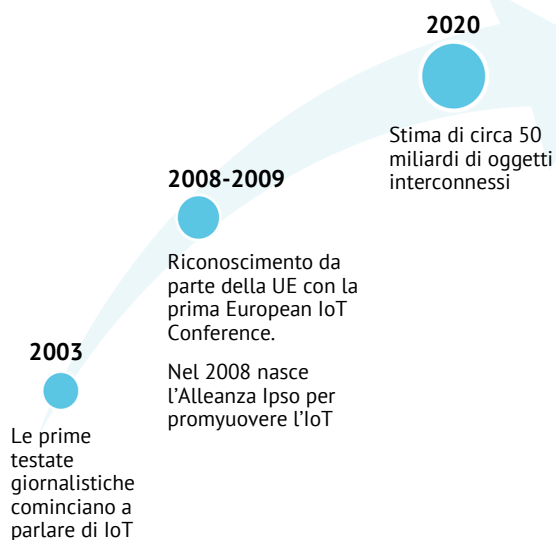 2020
Stima di circa 50
miliardi di oggetti
interconnessi
2008-2009
Riconoscimento da
parte della UE con la
prima European IoT
Conference.
Nel 2008 nasce
l’Alleanza Ipso per
promyuovere l’IoT
2003
Le prime
testate
giornalistiche
cominciano a
parlare di IoT